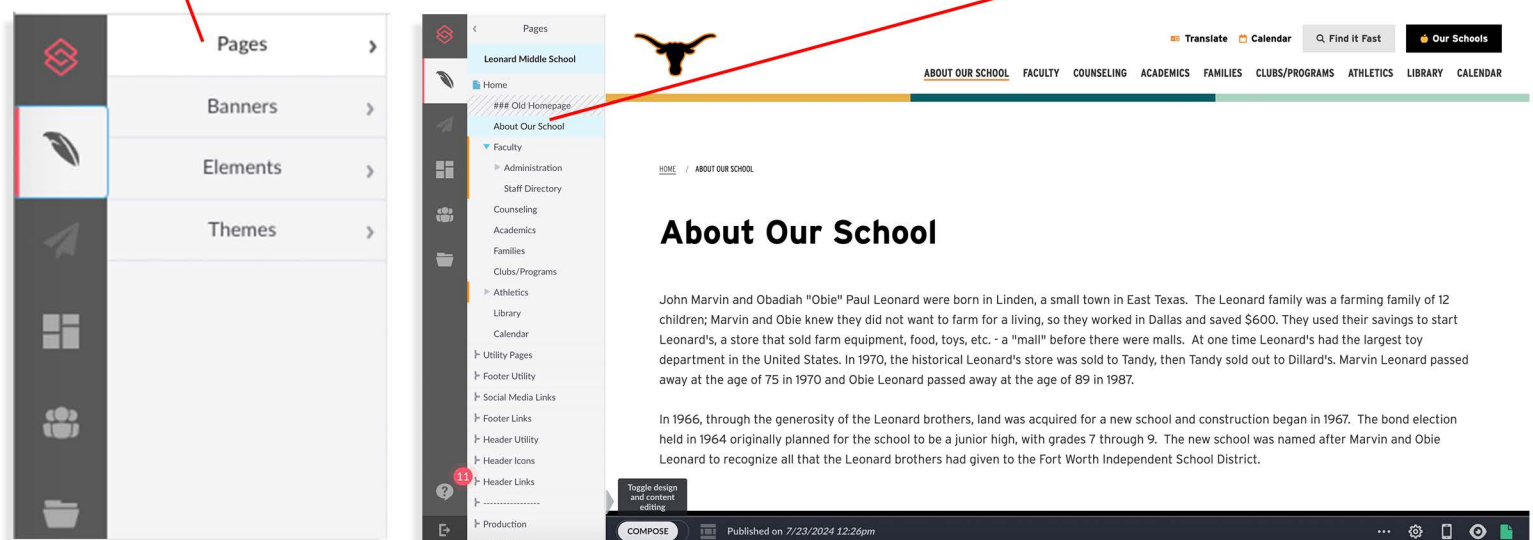 Pages
Banners
Elements
Themes
Pages
Leonard Middle School
Home
### Old Homepage
About Our School
Faculty
Administration
Staff Directory
Counseling
Academics
Families
Clubs/Programs
Athletics
Library
Calendar
Utility Pages
Footer Utility
Social Media Links
Footer Links
Header Utility
Header Icons
Header Links
-----------------
Production
11
Translate Calendar Find it Fast Our Schools
ABOUT OUR SCHOOL FACULTY COUNSELING ACADEMICS FAMILIES CLUBS/PROGRAMS ATHLETICS LIBRARY CALENDAR
HOME / ABOUT OUR SCHOOL
About Our School
John Marvin and Obadiah "Obie" Paul Leonard were born in Linden, a small town in East Texas. The Leonard family was a farming family of 12
children; Marvin and Obie knew they did not want to farm for a living, so they worked in Dallas and saved $600. They used their savings to start
Leonard's, a store that sold farm equipment, food, toys, etc. - a "mall" before there were malls. At one time Leonard's had the largest toy
department in the United States. In 1970, the historical Leonard's store was sold to Tandy, then Tandy sold out to Dillard's. Marvin Leonard passed
away at the age of 75 in 1970 and Obie Leonard passed away at the age of 89 in 1987.
In 1966, through the generosity of the Leonard brothers, land was acquired for a new school and construction began in 1967. The bond election
held in 1964 originally planned for the school to be a junior high, with grades 7 through 9. The new school was named after Marvin and Obie
Leonard to recognize all that the Leonard brothers had given to the Fort Worth Independent School District.
Toggle design
and content
editing
COMPOSE Published on 7/23/2024 12:26pm